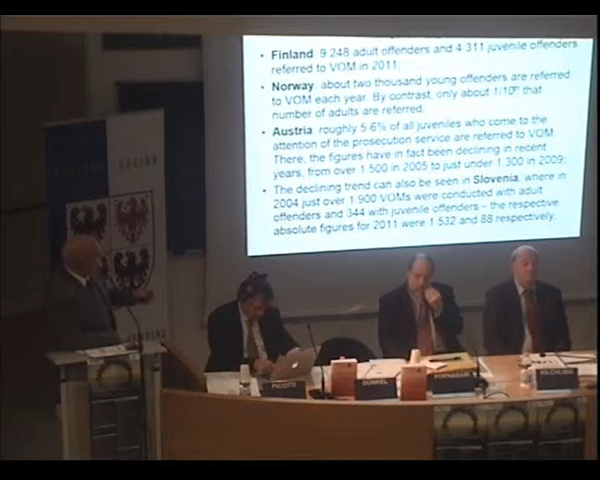 • Finland: 9 248 adult offenders and 4 311 juvenile offenders
referred to VOM in 2011;
• Norway: about two thousand young offenders are referred
to VOM each year. By contrast, only about 1/10th that
number of adults are referred.
• Austria: roughly 5-6% of all juveniles who come to the
attention of the prosecution service are referred to VOM.
There, the figures have in fact been declining in recent
years, from over 1.500 in 2005 to just under 1.300 in 2009;
• The declining trend can also be seen in Slovenia, where in
2004 just over 1.900 VOMs were conducted with adult
offenders and 344 with juvenile offenders – the respective
absolute figures for 2011 were 1.532 and 88 respectively;
PICOTTI
DÜNKEL
FORNASARI
KILCHLING